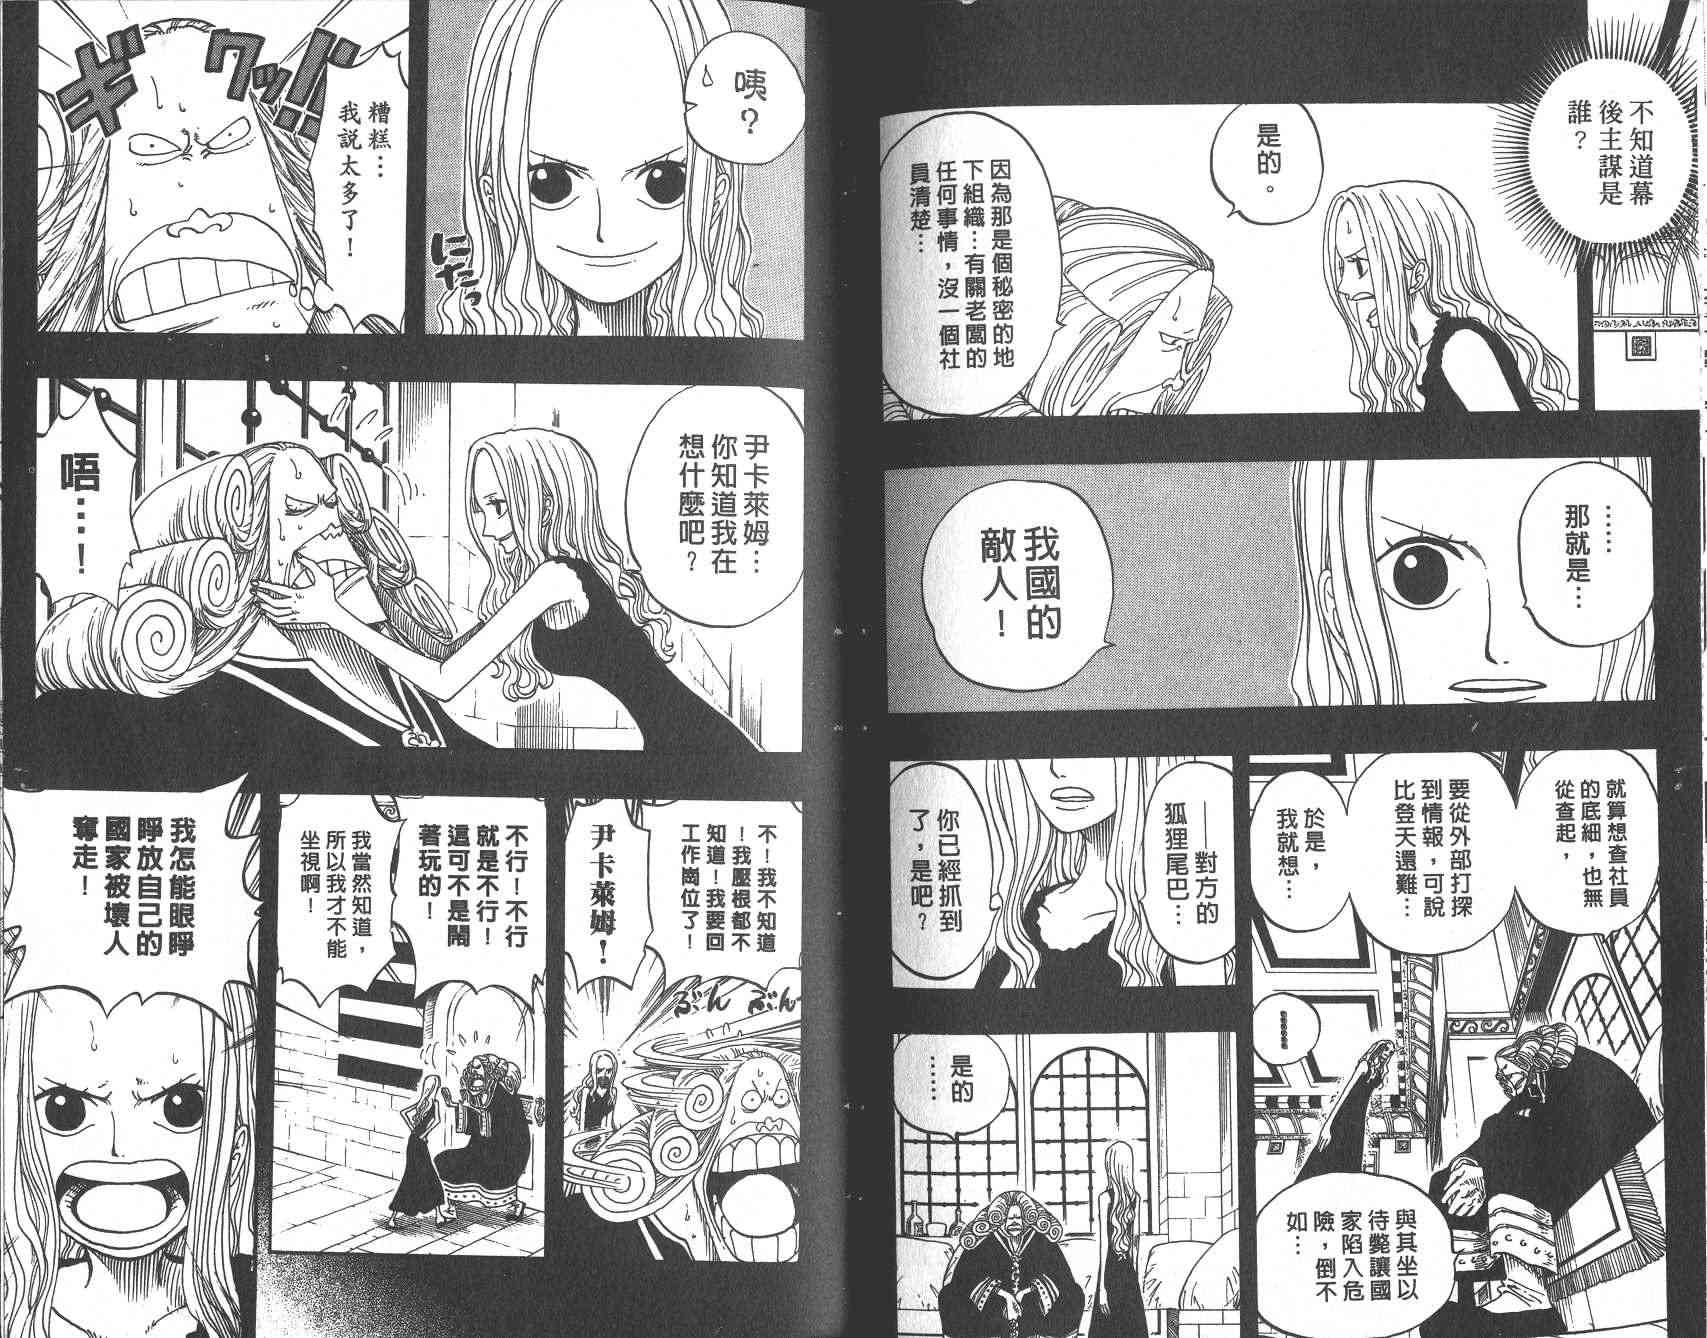 不知道幕
後主謀是
誰？
是的。
因為那是個秘密的地
下組織…有關老闆的
任何事情，沒一個社
員清楚…
……
那就是…
我國的
敵人！
就算想查社員
的底細，也無
從查起，
要從外部打探
到情報，可說
比登天還難…
於是，
我就想…
……
與其坐以
待斃讓國
家陷入危
險，倒不
如…
——對方的
狐狸尾巴…
你已經抓到
了，是吧？
是的
……
咦？
にたっ
糟糕…
我說太多了！
ギクッ!!
尹卡萊姆…
你知道我在
想什麼吧？
唔…！
不！我不知道
！我壓根都不
知道！我要回
工作崗位了！
尹卡萊姆！
ぶん
ぶん
不行！不行
就是不行！
這可不是鬧
著玩的！
我當然知道，
所以我才不能
坐視啊！
我怎能眼睜
睜放自己的
國家被壞人
奪走！